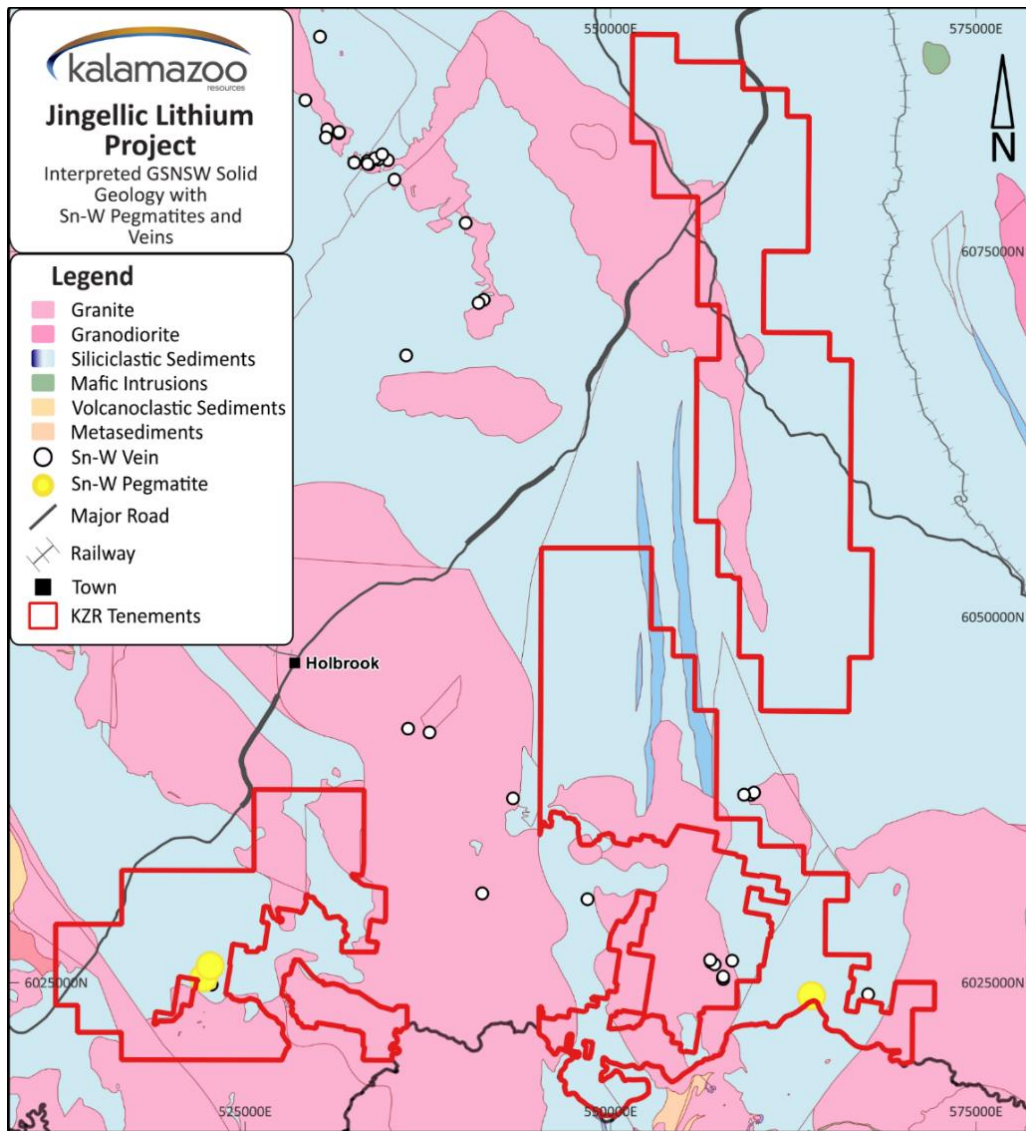 kalamazoo
resources
Jingellic Lithium
Project
Interpreted GSNSW Solid
Geology with
Sn-W Pegmatites and
Veins
Legend
Granite
Granodiorite
Siliciclastic Sediments
Mafic Intrusions
Volcanoclastic Sediments
Metasediments
Sn-W Vein
Sn-W Pegmatite
Major Road
Railway
Town
KZR Tenements
550000E
575000E
N
6075000N
6050000N
Holbrook
6025000N
6025000N
525000E
550000E
575000E